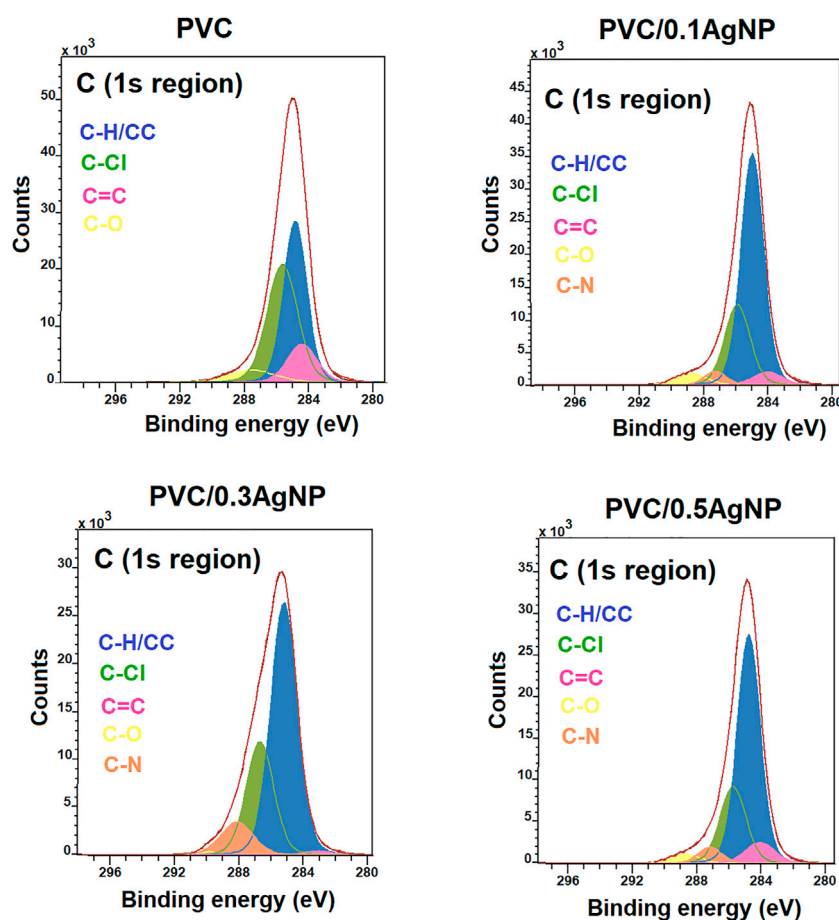 PVC
x 10³
C (1s region)
C-H/CC
C-Cl
C=C
C-O
Counts
50
40
30
20
10
0
296 292 288 284 280
Binding energy (eV)
PVC/0.1AgNP
x 10³
C (1s region)
C-H/CC
C-Cl
C=C
C-O
C-N
Counts
45
40
35
30
25
20
15
10
5
0
296 292 288 284 280
Binding energy (eV)
PVC/0.3AgNP
x 10³
C (1s region)
C-H/CC
C-Cl
C=C
C-O
C-N
Counts
30
25
20
15
10
5
0
296 292 288 284 280
Binding energy (eV)
PVC/0.5AgNP
x 10³
C (1s region)
C-H/CC
C-Cl
C=C
C-O
C-N
Counts
35
30
25
20
15
10
5
0
296 292 288 284 280
Binding energy (eV)